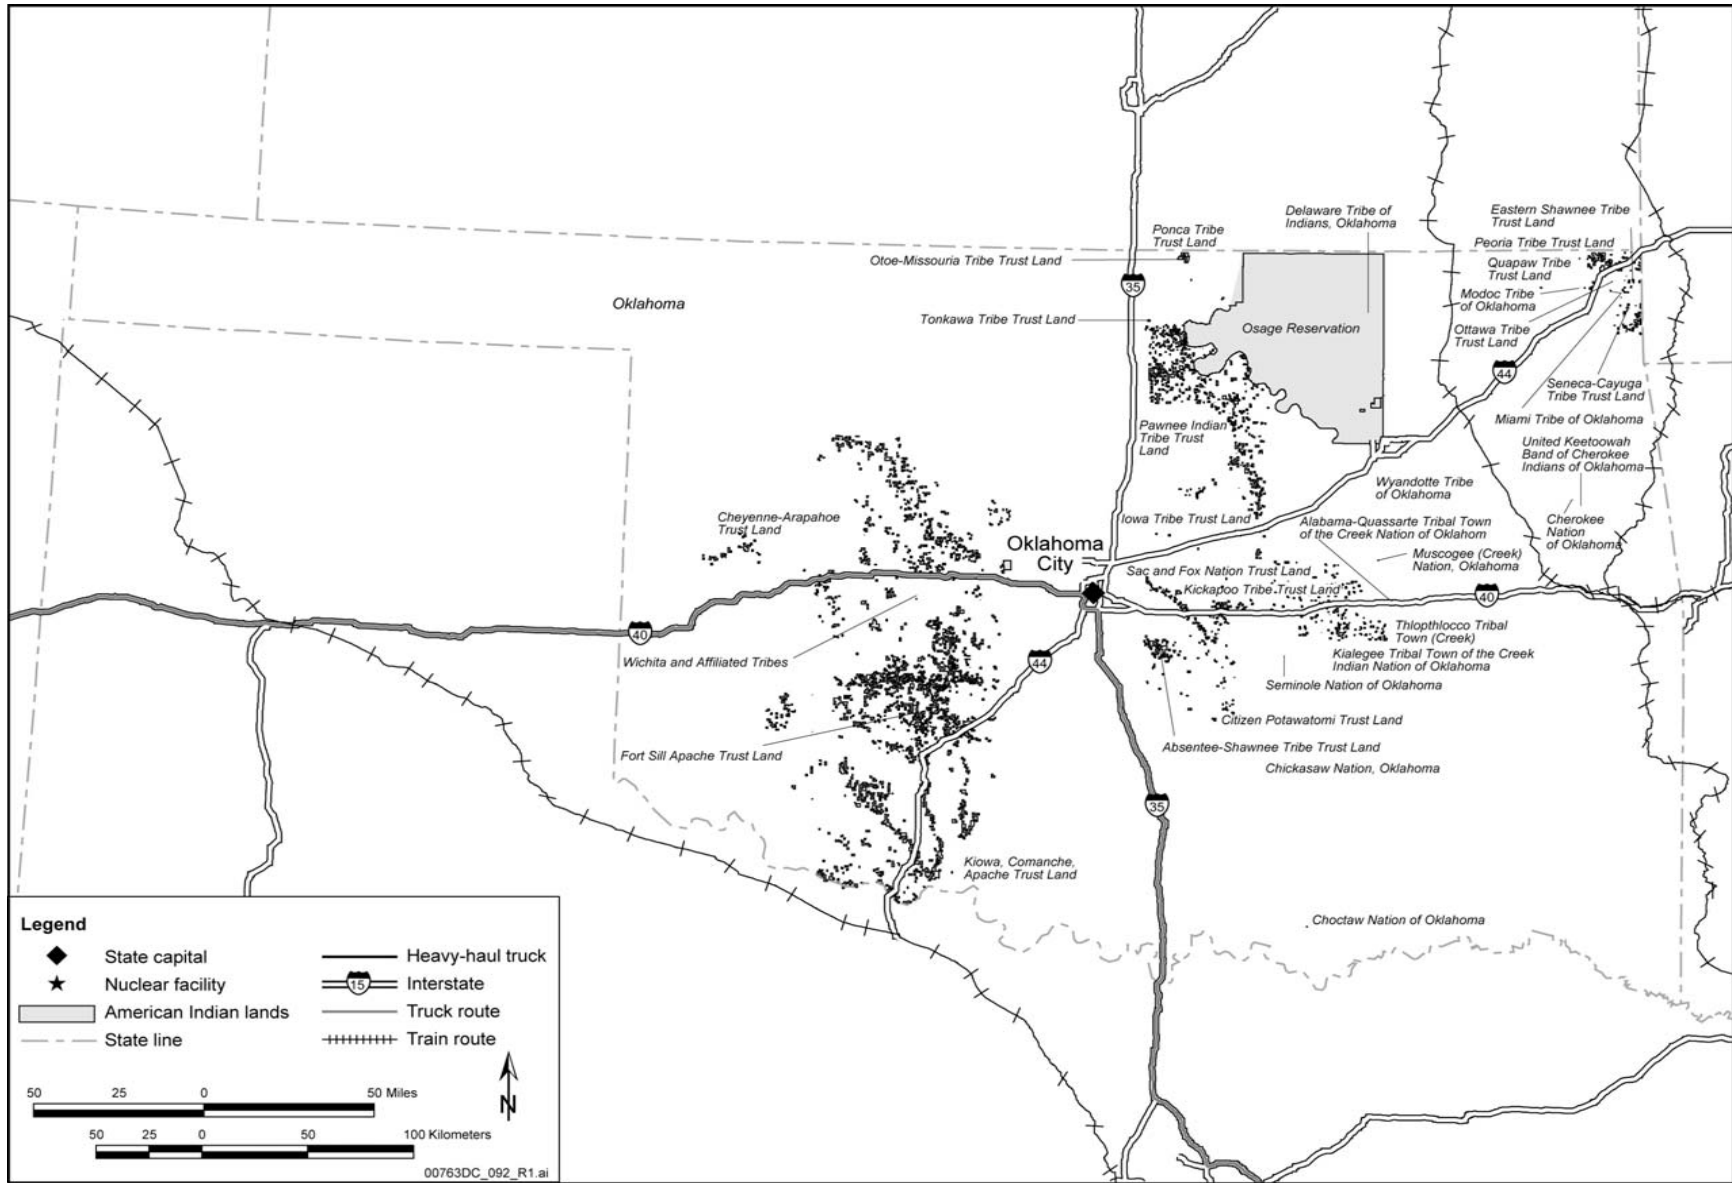 Delaware Tribe of
Indians, Oklahoma
Eastern Shawnee Tribe
Trust Land
Ponca Tribe
Trust Land
Peoria Tribe Trust Land
Otoe-Missouria Tribe Trust Land
Quapaw Tribe
Trust Land
35
Modoc Tribe
of Oklahoma
Oklahoma
Tonkawa Tribe Trust Land
Osage Reservation
Ottawa Tribe
Trust Land
44
Seneca-Cayuga
Tribe Trust Land
Miami Tribe of Oklahoma
Pawnee Indian
Tribe Trust
Land
United Keetoowah
Band of Cherokee
Indians of Oklahoma
Wyandotte Tribe
of Oklahoma
Cheyenne-Arapahoe
Trust Land
Iowa Tribe Trust Land
Alabama-Quassarte Tribal Town
of the Creek Nation of Oklahom
Cherokee
Nation
of Oklahoma
Oklahoma
City
Muscogee (Creek)
Nation, Oklahoma
Sac and Fox Nation Trust Land
Kickapoo Tribe Trust Land
40
40
Thlopthlocco Tribal
Town (Creek)
Wichita and Affiliated Tribes
44
Kialegee Tribal Town of the Creek
Indian Nation of Oklahoma
Seminole Nation of Oklahoma
Citizen Potawatomi Trust Land
Fort Sill Apache Trust Land
Absentee-Shawnee Tribe Trust Land
Chickasaw Nation, Oklahoma
35
Kiowa, Comanche,
Apache Trust Land
Choctaw Nation of Oklahoma
Legend
State capital
Nuclear facility
American Indian lands
State line
Heavy-haul truck
15
Interstate
Truck route
Train route
N
50 25 0 50 Miles
50 25 0 50 100 Kilometers
00763DC_092_R1.ai